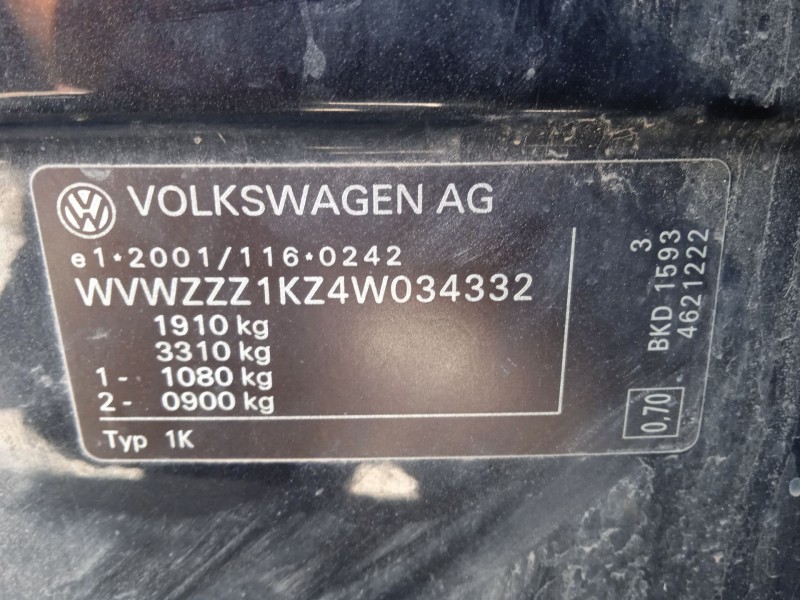 VOLKSWAGEN AG
e1*2001/116*0242
WVWZZZ1KZ4W034332
1910 kg
3310 kg
1 - 1080 kg
2 - 0900 kg
Typ 1K
3
BKD 1593
4621222
0,70